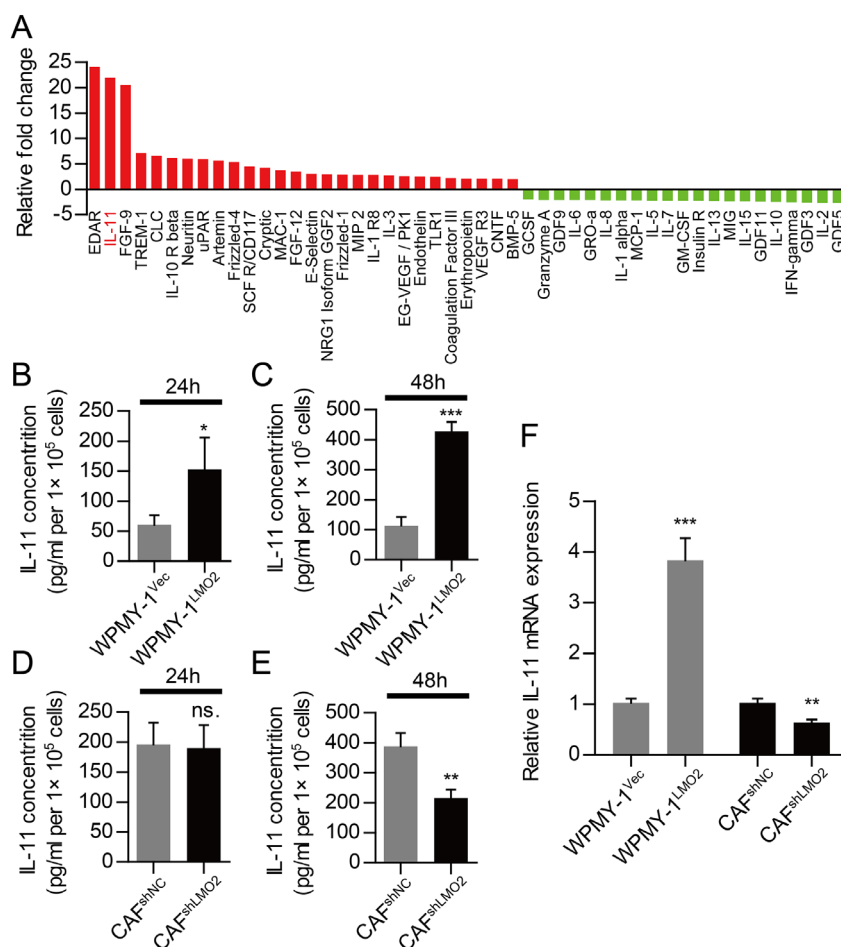 A
Relative fold change
25
20
15
10
5
0
-5
EDAR
IL-11
FGF-9
TREM-1
CLC
IL-10 R beta
Neuritin
uPAR
Artemin
Frizzled-4
SCF R/CD117
Cryptic
MAC-1
FGF-12
E-Selectin
NRG1 Isoform GGF2
Frizzled-1
MIP 2
IL-1 R8
IL-3
EG-VEGF / PK1
Endothelin
TLR1
Coagulation Factor III
Erythropoietin
VEGF R3
CNTF
BMP-5
GCSF
Granzyme A
GDF9
IL-6
GRO-a
IL-8
IL-1 alpha
MCP-1
IL-5
IL-7
GM-CSF
Insulin R
IL-13
MIG
IL-15
GDF11
IL-10
IFN-gamma
GDF3
IL-2
GDF5
B
24h
IL-11 concentrition
(pg/ml per 1× 10⁵ cells)
250
200
150
100
50
0
*
WPMY-1ⱽᵉᶜ
WPMY-1ᴸᴹᴼ²
C
48h
IL-11 concentrition
(pg/ml per 1× 10⁵ cells)
500
400
300
200
100
0
***
WPMY-1ⱽᵉᶜ
WPMY-1ᴸᴹᴼ²
D
24h
IL-11 concentrition
(pg/ml per 1× 10⁵ cells)
250
200
150
100
50
0
ns.
CAFˢʰᴺᶜ
CAFˢʰᴸᴹᴼ²
E
48h
IL-11 concentrition
(pg/ml per 1× 10⁵ cells)
500
400
300
200
100
0
**
CAFˢʰᴺᶜ
CAFˢʰᴸᴹᴼ²
F
Relative IL-11 mRNA expression
5
4
3
2
1
0
***
**
WPMY-1ⱽᵉᶜ
WPMY-1ᴸᴹᴼ²
CAFˢʰᴺᶜ
CAFˢʰᴸᴹᴼ²